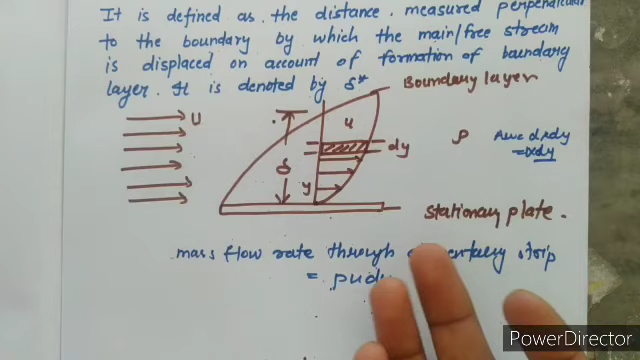 It is defined as the distance measured perpendicular
to the boundary by which the main/free stream
is displaced on account of formation of boundary
layer. It is denoted by δ*
Boundary layer
U
u
dy
ρ
δ
y
Stationary plate.
mass flow rate through strip
= ρudy
PowerDirector